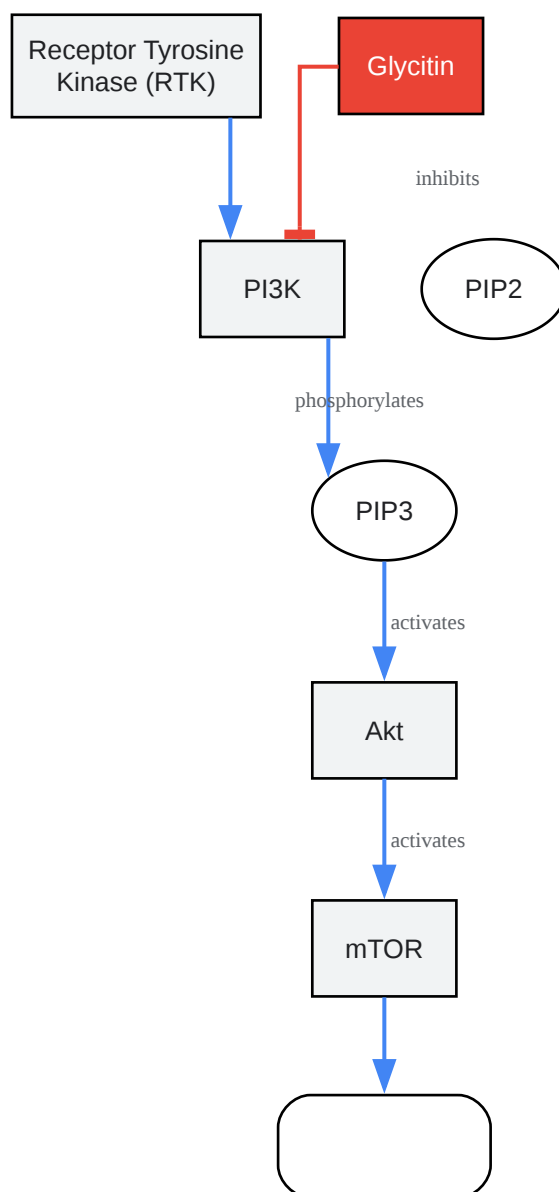 Receptor Tyrosine
Kinase (RTK)
Glycitin
inhibits
PI3K
PIP2
phosphorylates
PIP3
activates
Akt
activates
mTOR